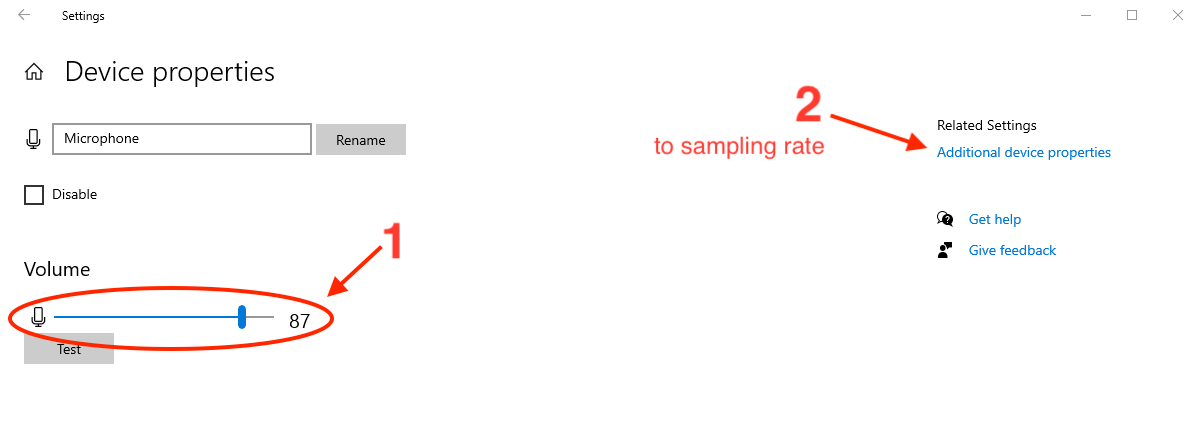 Settings
Device properties
Microphone
Rename
Disable
Volume
87
Test
1
2
to sampling rate
Related Settings
Additional device properties
Get help
Give feedback